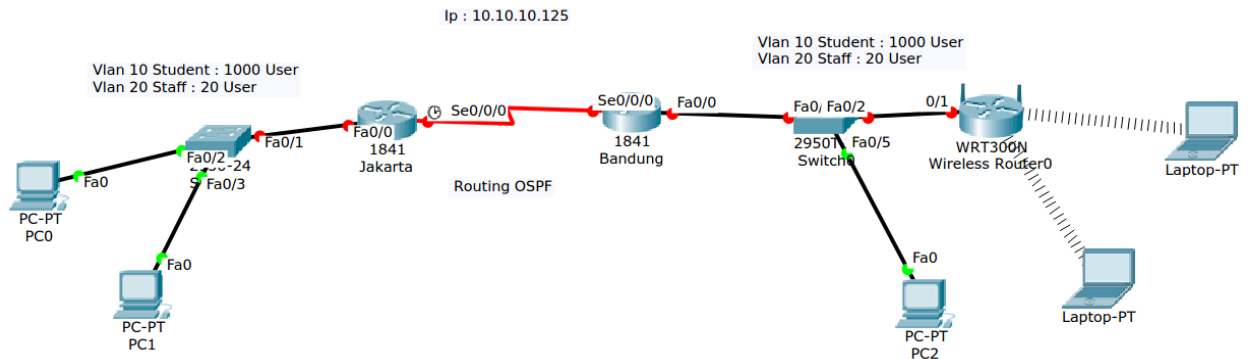 Ip : 10.10.10.125
Vlan 10 Student : 1000 User
Vlan 20 Staff : 20 User
Vlan 10 Student : 1000 User
Vlan 20 Staff : 20 User
Se0/0/0
Se0/0/0
Fa0/0
Fa0/
Fa0/2
0/1
Fa0/0
Fa0/1
1841
Jakarta
1841
Bandung
2950T
Switch0
Fa0/5
WRT300N
Wireless Router0
Laptop-PT
Fa0/2
Fa0/3
Routing OSPF
Fa0
PC-PT
PC0
Fa0
PC-PT
PC1
Fa0
PC-PT
PC2
Laptop-PT